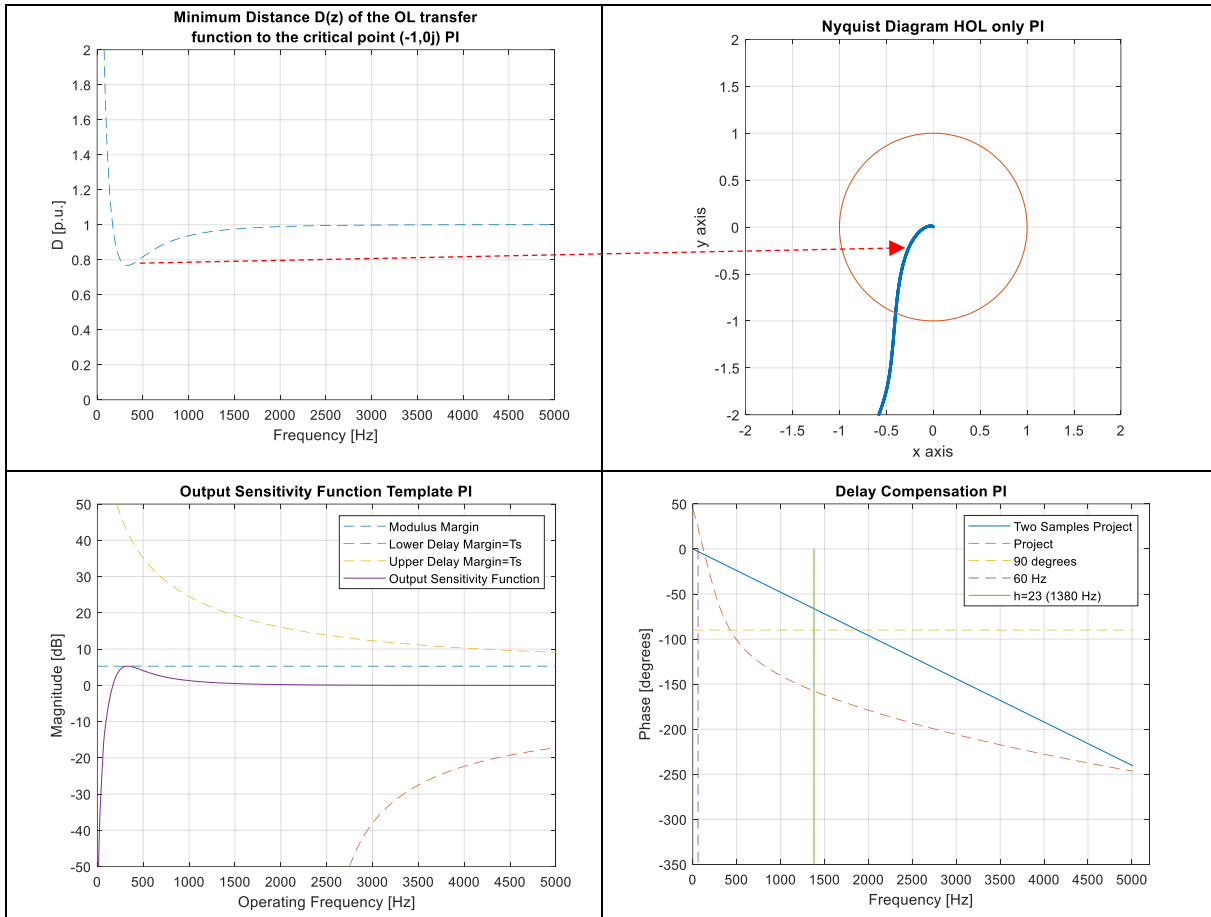 Minimum Distance D(z) of the OL transfer
function to the critical point (-1,0j) PI
2
1.8
1.6
1.4
1.2
1
0.8
0.6
0.4
0.2
0
D [p.u.]
0 500 1000 1500 2000 2500 3000 3500 4000 4500 5000
Frequency [Hz]
Nyquist Diagram HOL only PI
2
1.5
1
0.5
0
-0.5
-1
-1.5
-2
y axis
-2 -1.5 -1 -0.5 0 0.5 1 1.5 2
x axis
Output Sensitivity Function Template PI
50
40
30
20
10
0
-10
-20
-30
-40
-50
Magnitude [dB]
Modulus Margin
Lower Delay Margin=Ts
Upper Delay Margin=Ts
Output Sensitivity Function
0 500 1000 1500 2000 2500 3000 3500 4000 4500 5000
Operating Frequency [Hz]
Delay Compensation PI
50
0
-50
-100
-150
-200
-250
-300
-350
Phase [degrees]
Two Samples Project
Project
90 degrees
60 Hz
h=23 (1380 Hz)
0 500 1000 1500 2000 2500 3000 3500 4000 4500 5000
Frequency [Hz]